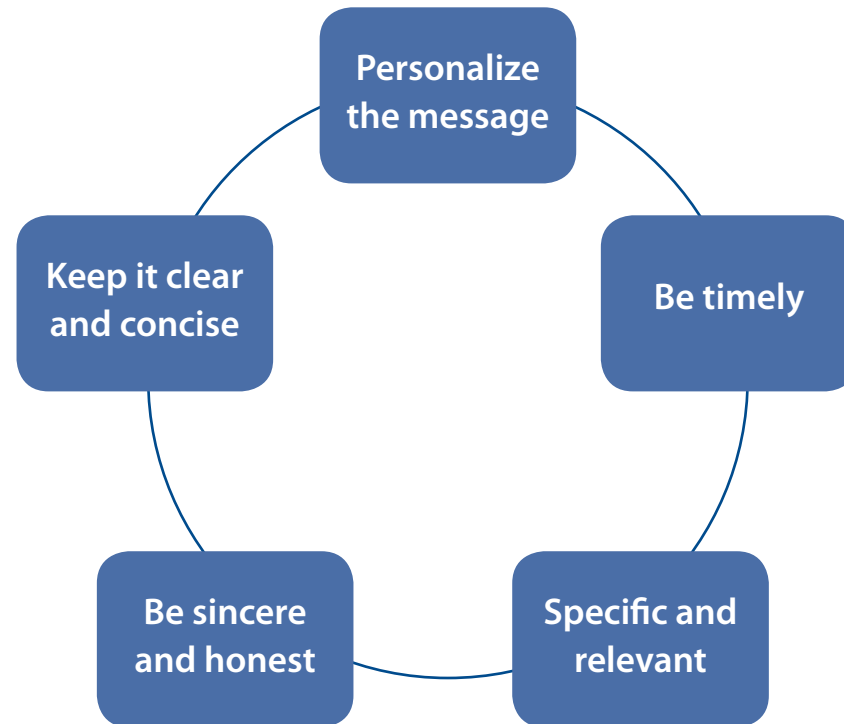 Personalize
the message
Be timely
Specific and
relevant
Be sincere
and honest
Keep it clear
and concise